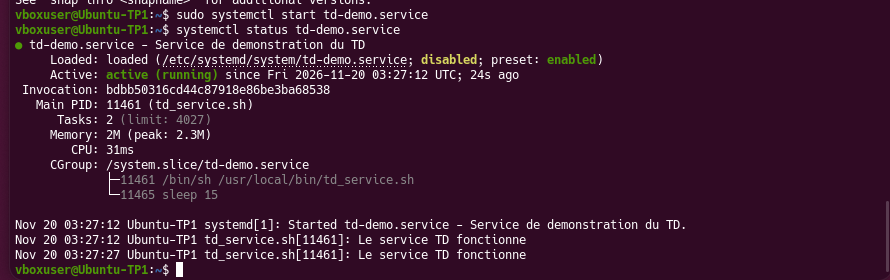 See 'snap info <snapname>' for additional versions.
vboxuser@Ubuntu-TP1:~$ sudo systemctl start td-demo.service
vboxuser@Ubuntu-TP1:~$ systemctl status td-demo.service
● td-demo.service - Service de demonstration du TD
Loaded: loaded (/etc/systemd/system/td-demo.service; disabled; preset: enabled)
Active: active (running) since Fri 2026-11-20 03:27:12 UTC; 24s ago
Invocation: bdbb50316cd44c87918e86be3ba68538
Main PID: 11461 (td_service.sh)
Tasks: 2 (limit: 4027)
Memory: 2M (peak: 2.3M)
CPU: 31ms
CGroup: /system.slice/td-demo.service
├─11461 /bin/sh /usr/local/bin/td_service.sh
└─11465 sleep 15
Nov 20 03:27:12 Ubuntu-TP1 systemd[1]: Started td-demo.service - Service de demonstration du TD.
Nov 20 03:27:12 Ubuntu-TP1 td_service.sh[11461]: Le service TD fonctionne
Nov 20 03:27:27 Ubuntu-TP1 td_service.sh[11461]: Le service TD fonctionne
vboxuser@Ubuntu-TP1:~$